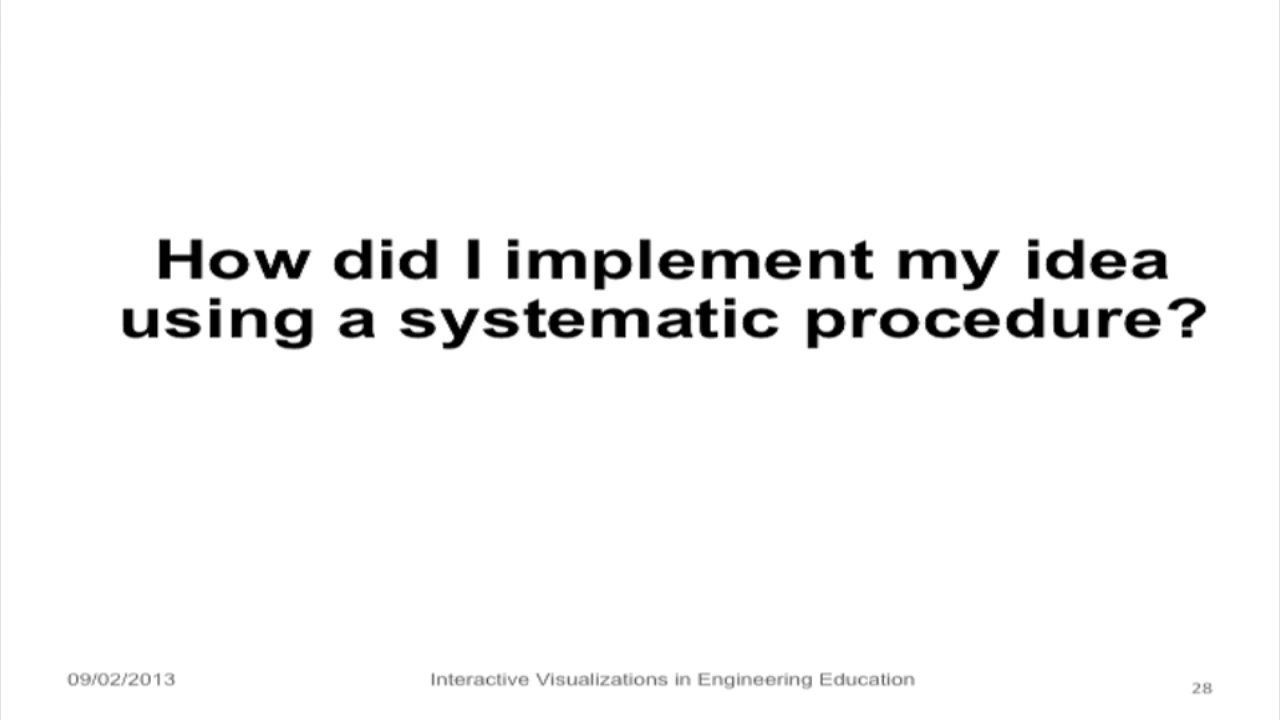 How did I implement my idea
using a systematic procedure?
09/02/2013
Interactive Visualizations in Engineering Education
28